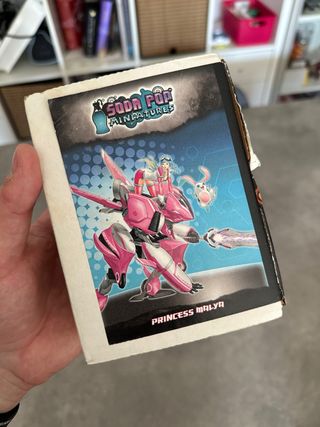 SODA POP
MINIATURES
PRINCESS MALYA